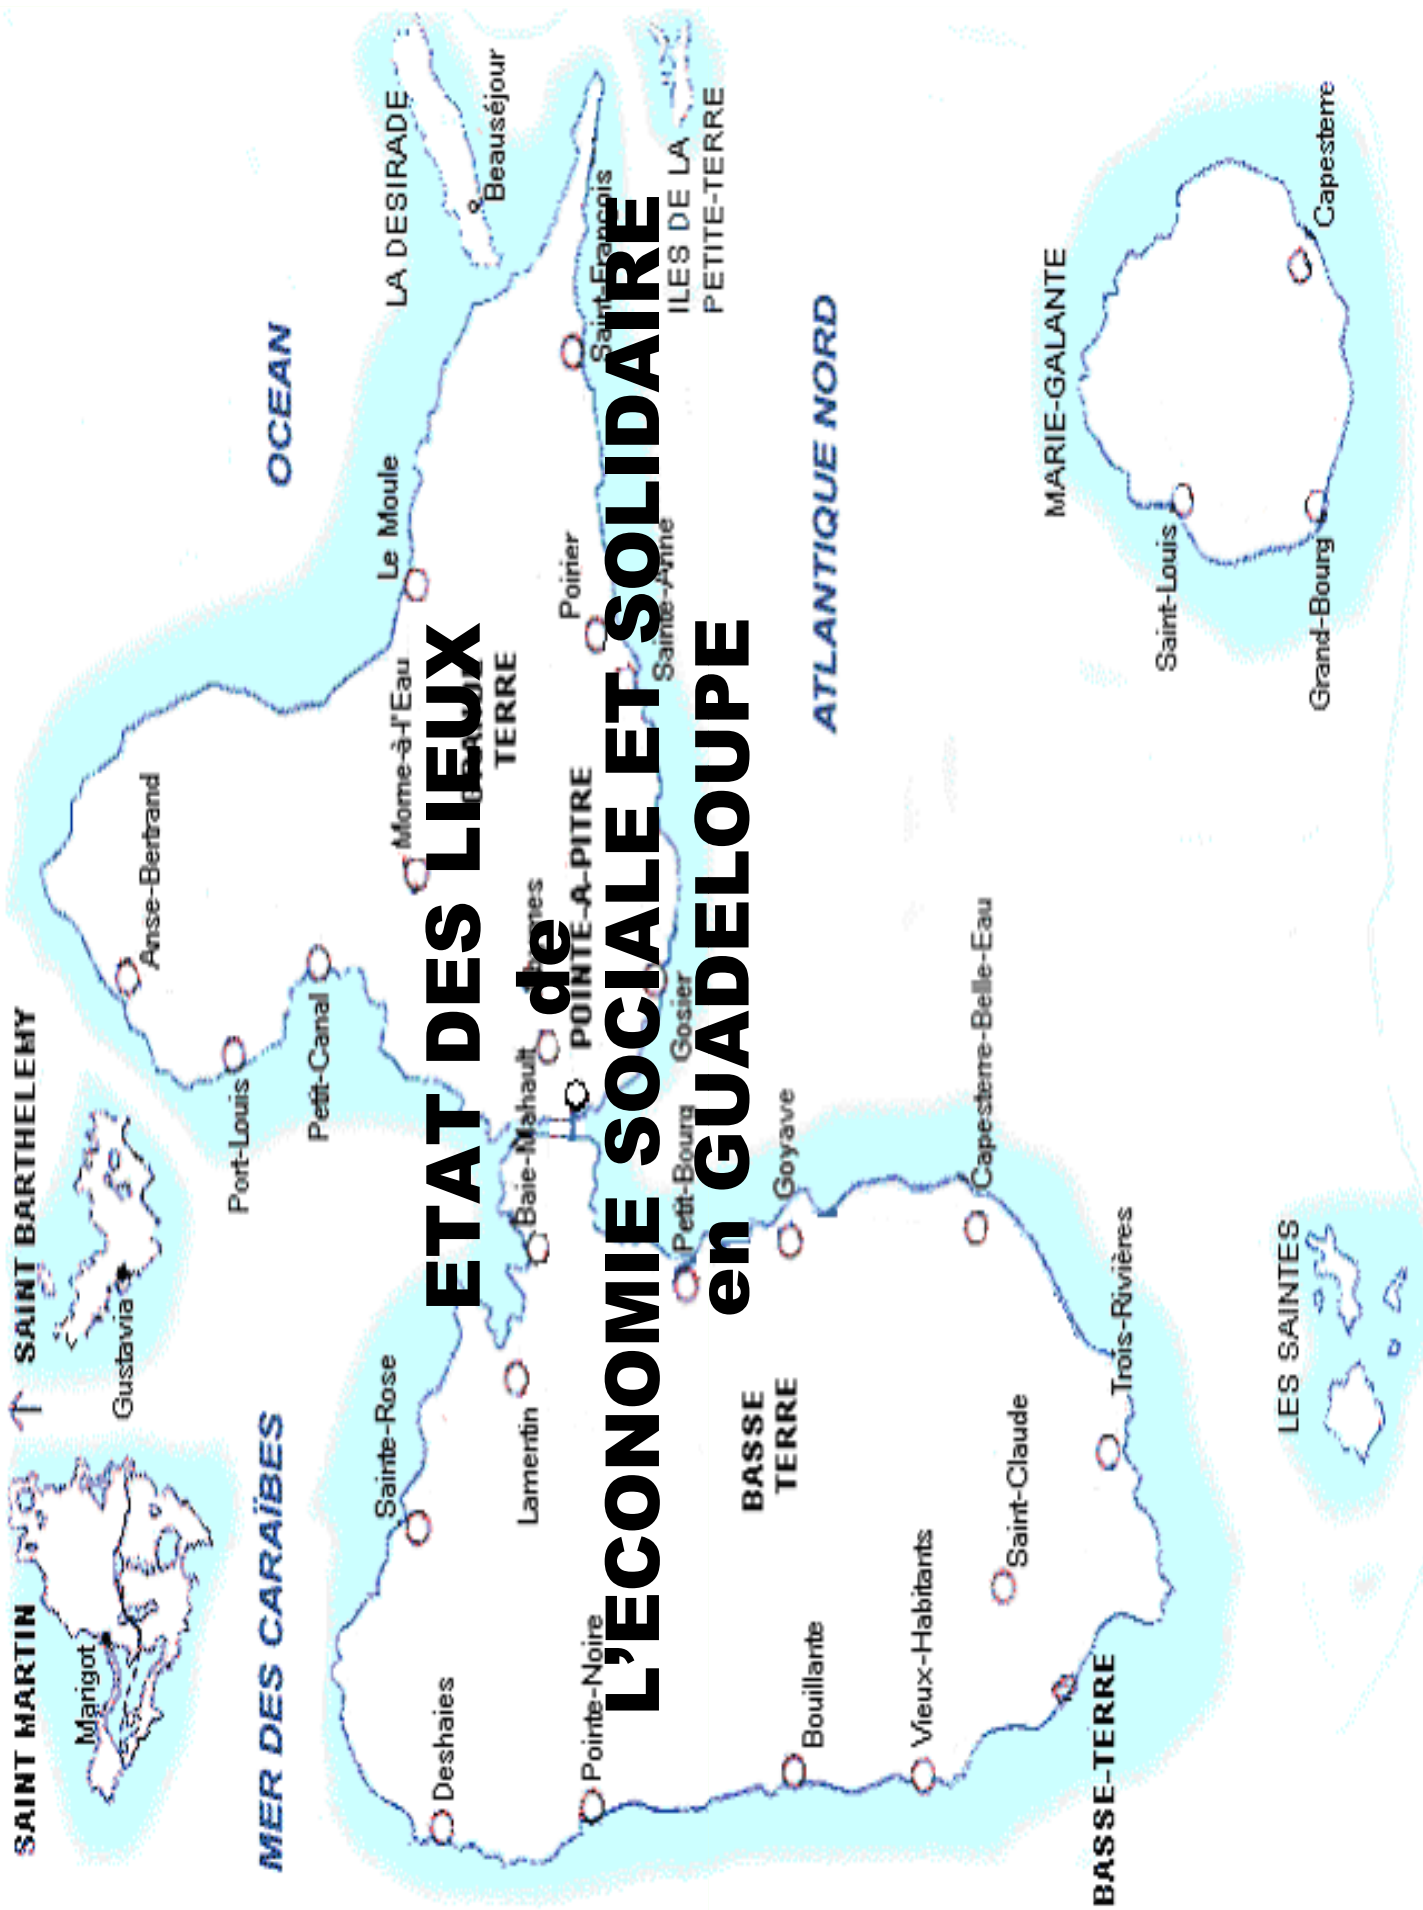 SAINT MARTIN
SAINT BARTHELEMY
Marigot
Gustavia
Anse-Bertrand
Port-Louis
Petit-Canal
MER DES CARAÏBES
OCEAN
Sainte-Rose
Morne-à-l'Eau
Le Moule
LA DESIRADE
Beauséjour
ETAT DES LIEUX
de
L'ECONOMIE SOCIALE ET SOLIDAIRE
en GUADELOUPE
Deshaies
Lamentin
Baie-Mahault
TERRE
Poirier
POINTE-A-PITRE
Pointe-Noire
Saint-François
Sainte-Anne
Petit-Bourg
Gosier
ILES DE LA
PETITE-TERRE
BASSE
TERRE
Goyave
Bouillante
ATLANTIQUE NORD
Vieux-Habitants
Capesterre-Belle-Eau
Saint-Claude
MARIE-GALANTE
BASSE-TERRE
Trois-Rivières
Saint-Louis
LES SAINTES
Grand-Bourg
Capesterre